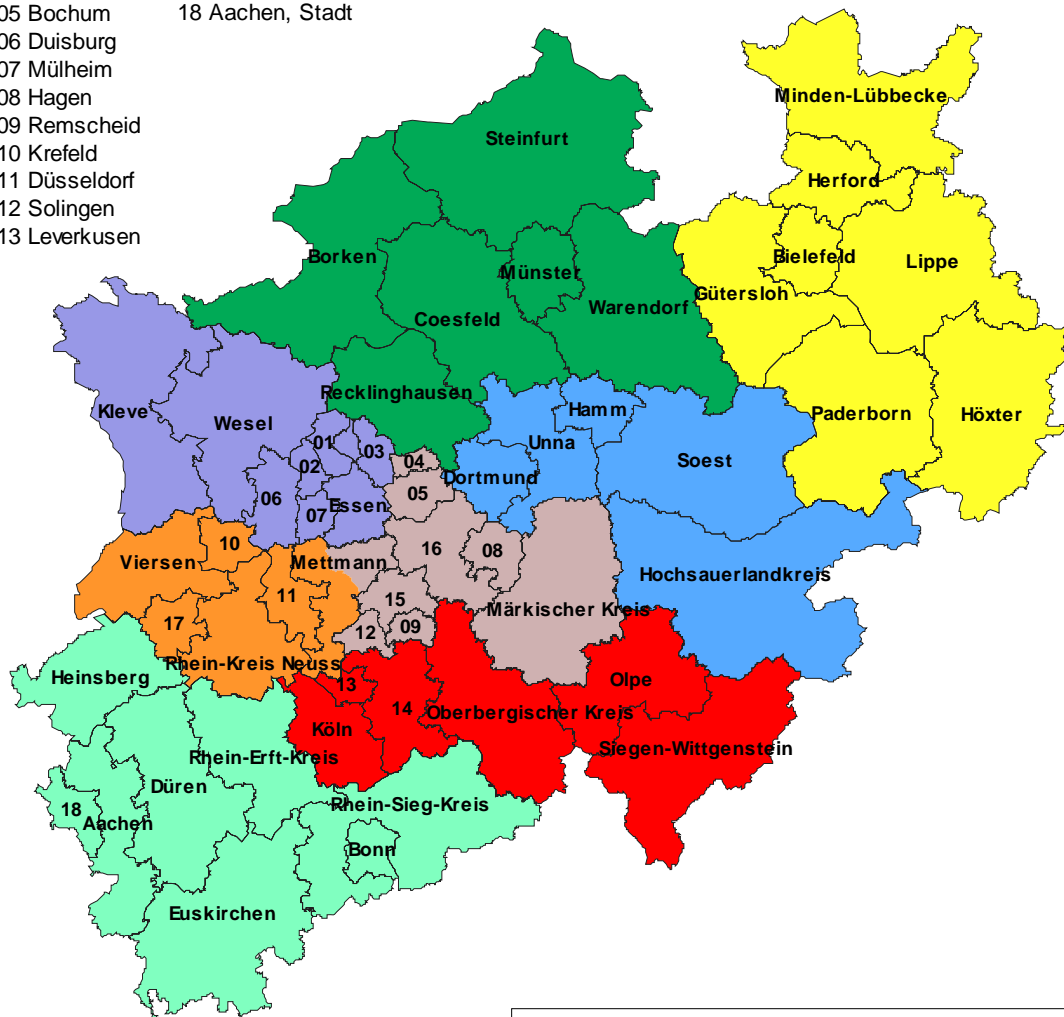 05 Bochum 18 Aachen, Stadt
06 Duisburg
07 Mülheim
08 Hagen
09 Remscheid
10 Krefeld
11 Düsseldorf
12 Solingen
13 Leverkusen
Minden-Lübbecke
Steinfurt
Herford
Borken
Münster
Bielefeld
Lippe
Gütersloh
Warendorf
Coesfeld
Recklinghausen
Kleve
Wesel
Hamm
Paderborn
Höxter
01
03
Unna
Soest
02
04
Dortmund
05
06
07
Essen
10
Viersen
Mettmann
16
08
Hochsauerlandkreis
11
15
Märkischer Kreis
17
12
09
Rhein-Kreis Neuss
Heinsberg
13
Olpe
14
Oberbergischer Kreis
Köln
Siegen-Wittgenstein
Rhein-Erft-Kreis
Düren
Rhein-Sieg-Kreis
18
Aachen
Bonn
Euskirchen